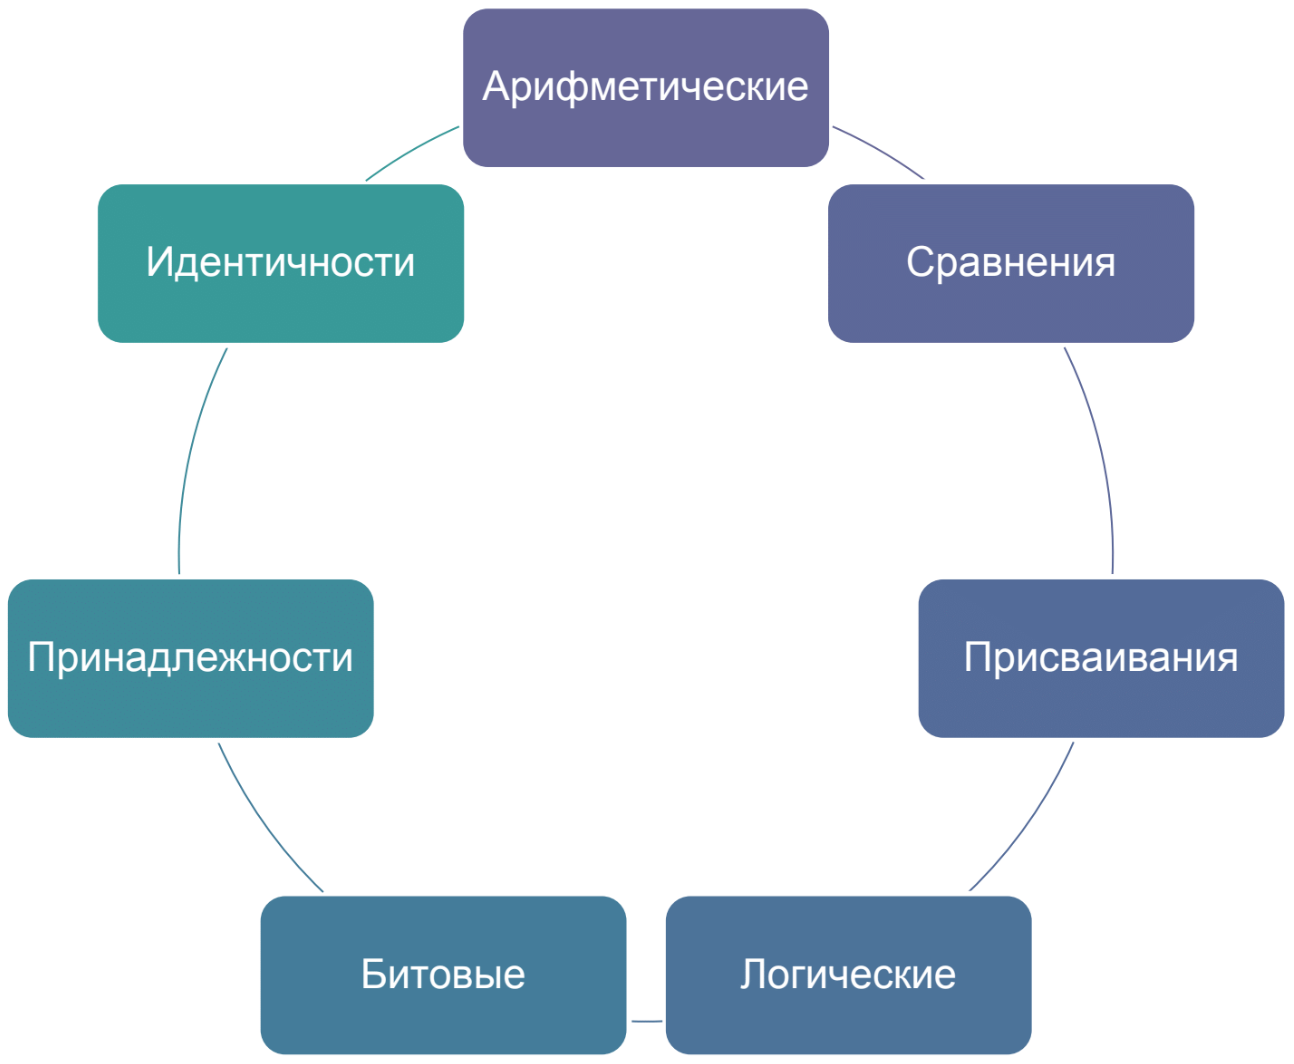 Арифметические
Сравнения
Присваивания
Логические
Битовые
Принадлежности
Идентичности